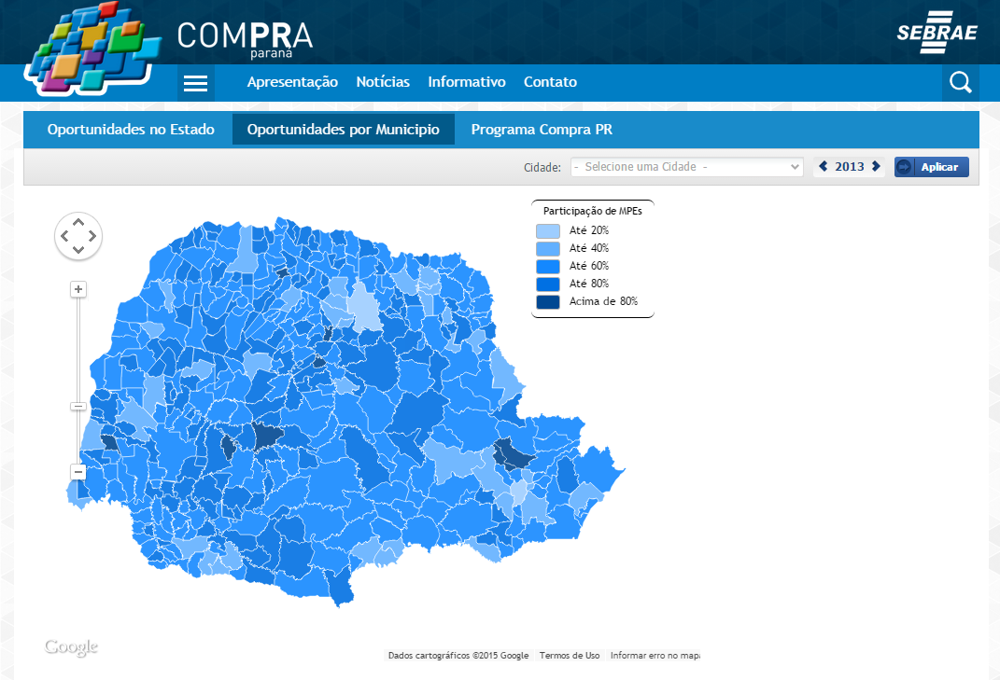 COMPRA
paraná
SEBRAE
Apresentação Notícias Informativo Contato
Oportunidades no Estado Oportunidades por Municipio Programa Compra PR
Cidade: - Selecione uma Cidade - 2013 Aplicar
Participação de MPEs
Até 20%
Até 40%
Até 60%
Até 80%
Acima de 80%
Google
Dados cartográficos ©2015 Google Termos de Uso Informar erro no mapa